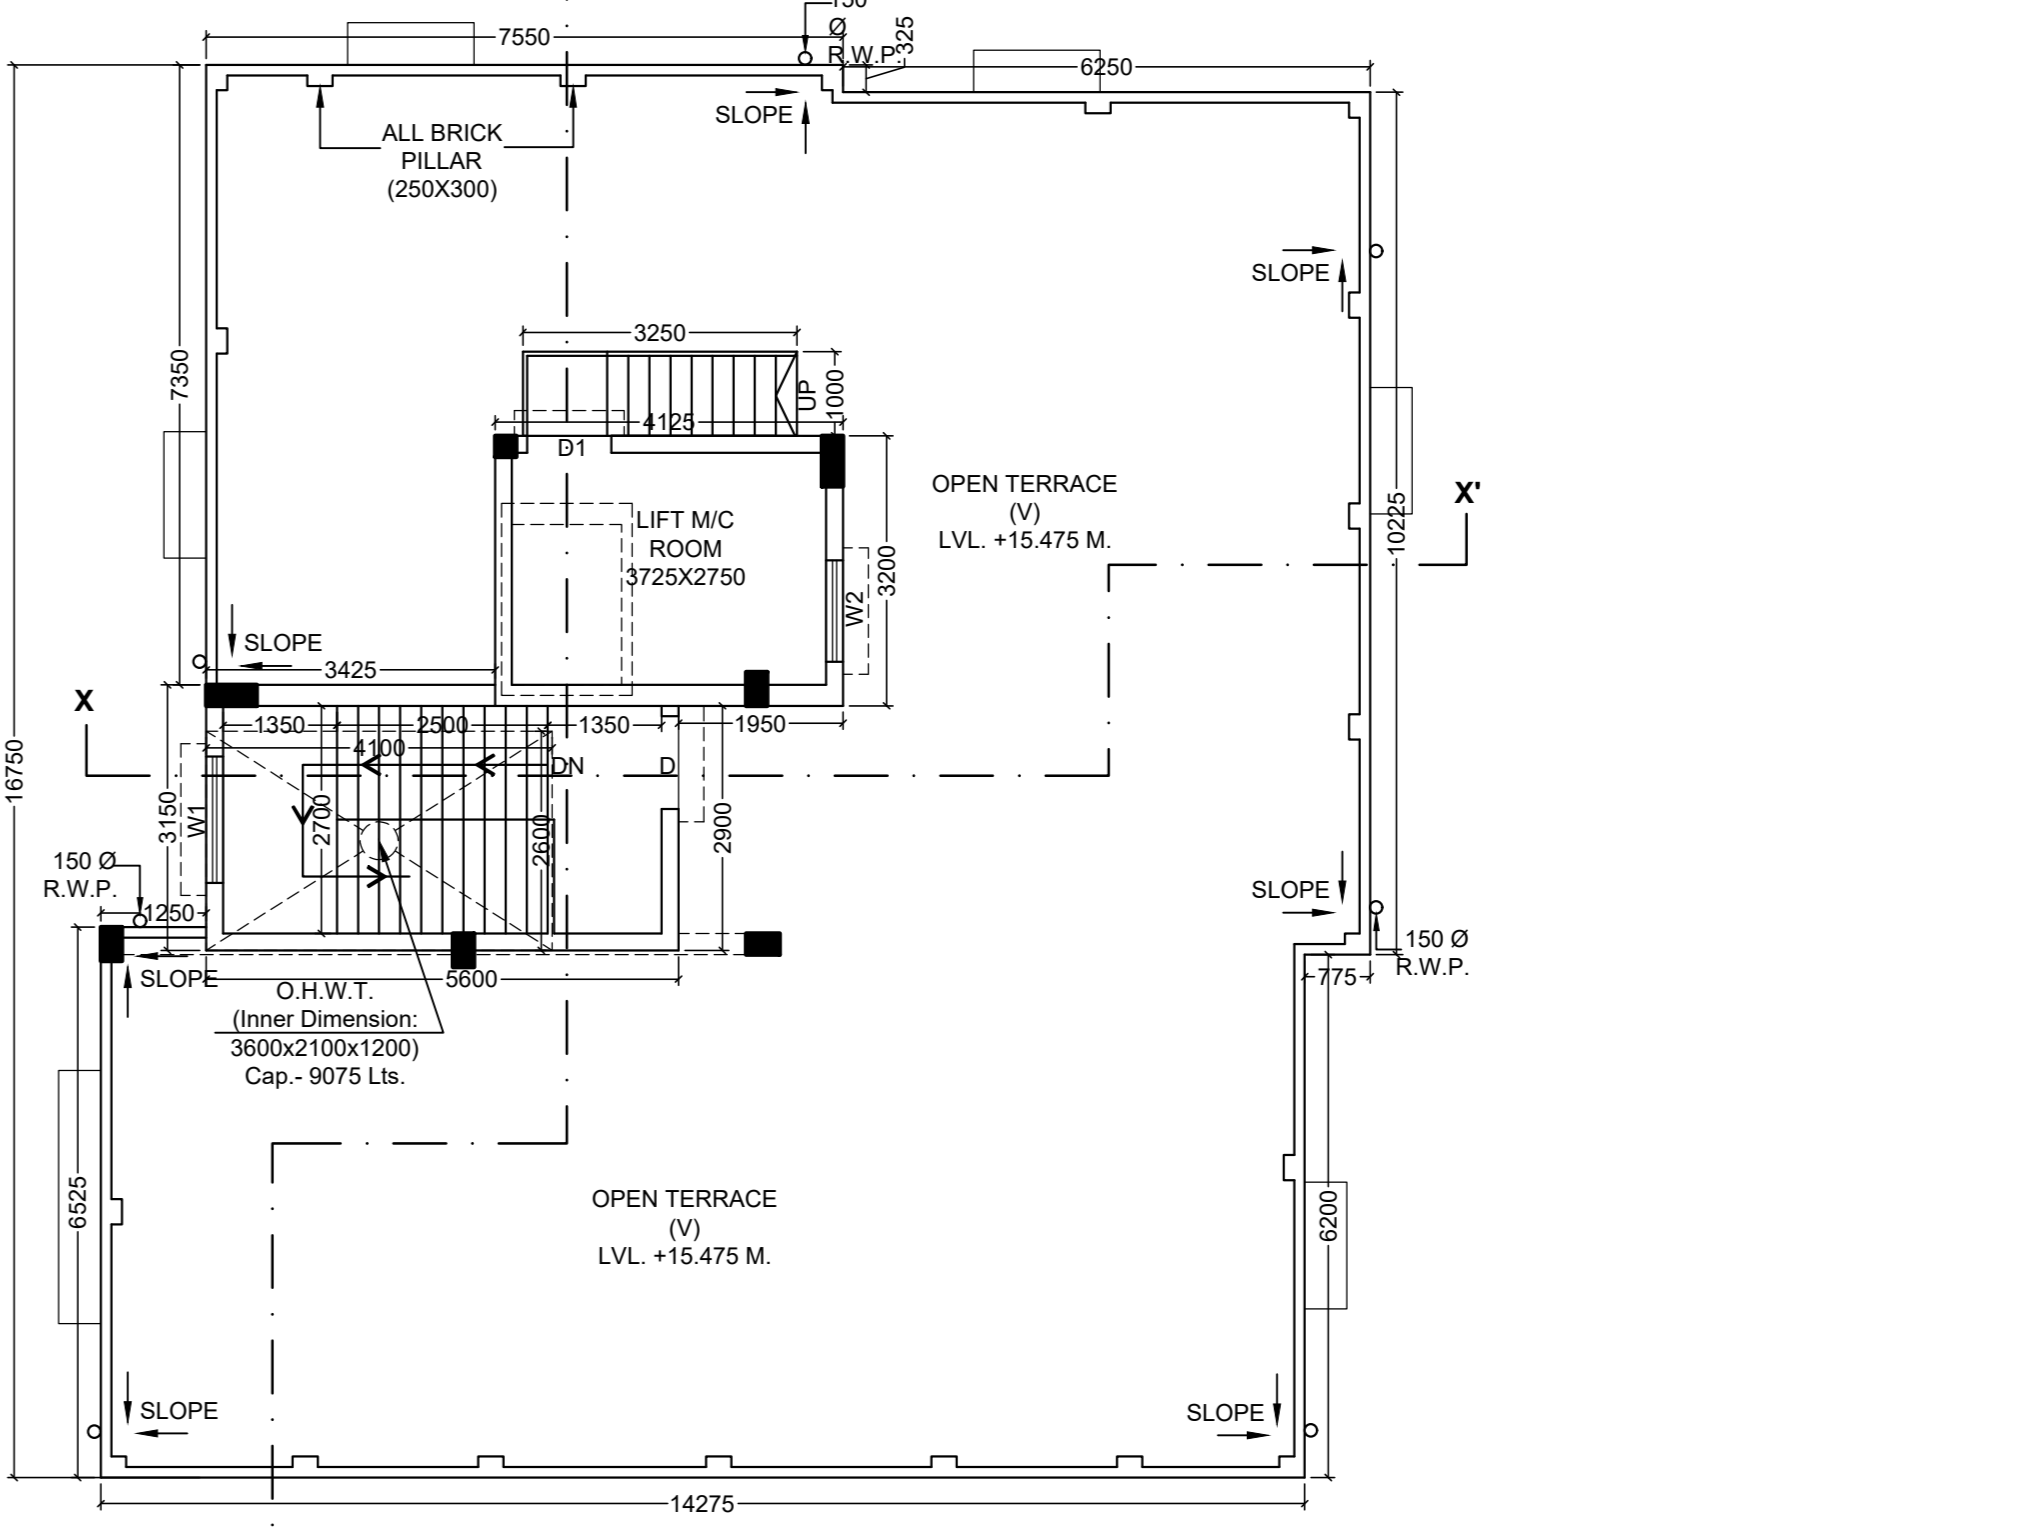 150
Ø
R.W.P.
325
7550
6250
SLOPE
ALL BRICK
PILLAR
(250X300)
SLOPE
3250
7350
UP
1000
4125
D1
OPEN TERRACE
(V)
LVL. +15.475 M.
X'
10225
LIFT M/C
ROOM
3725X2750
3200
W2
SLOPE
3425
X
1350
2500
1350
1950
4100
DN
D
16750
3150
W1
2700
2600
2900
150 Ø
R.W.P.
1250
SLOPE
150 Ø
R.W.P.
775
SLOPE
5600
O.H.W.T.
(Inner Dimension:
3600x2100x1200)
Cap.- 9075 Lts.
6525
OPEN TERRACE
(V)
LVL. +15.475 M.
6200
SLOPE
SLOPE
14275